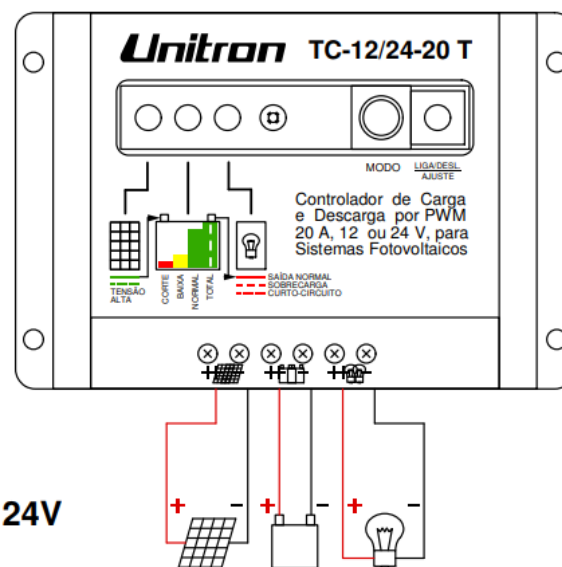 Unitron TC-12/24-20 T
MODO
LIGA/DESL.
AJUSTE
Controlador de Carga
e Descarga por PWM
20 A, 12 ou 24 V, para
Sistemas Fotovoltaicos
TENSÃO
ALTA
CORTE
BAIXA
NORMAL
TOTAL
SAÍDA NORMAL
SOBRECARGA
CURTO-CIRCUITO
+ - + - + -
+ - + - + -
24V